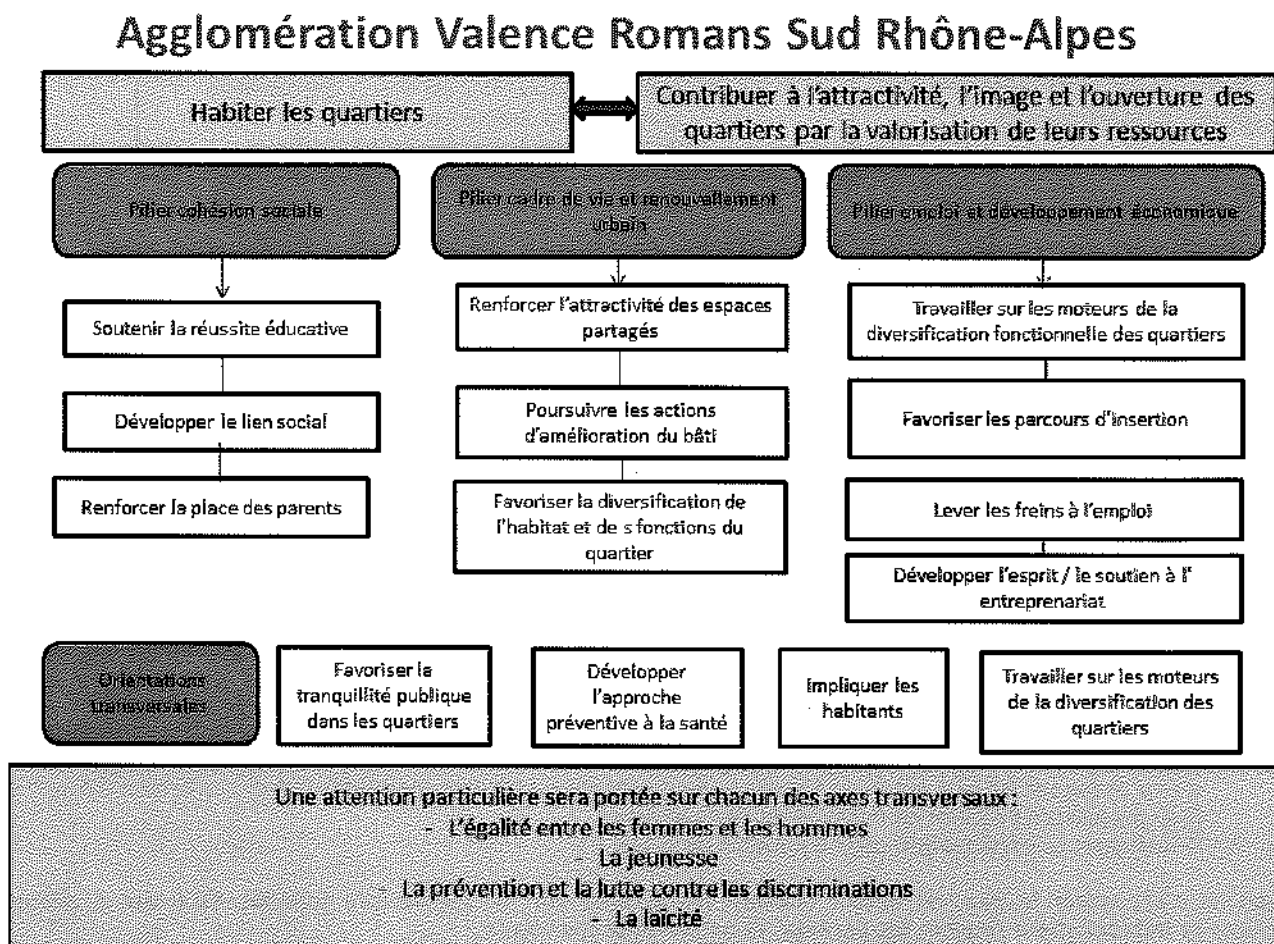 Agglomération Valence Romans Sud Rhône-Alpes
Habiter les quartiers
Contribuer à l'attractivité, l'image et l'ouverture des
quartiers par la valorisation de leurs ressources
Pilier cohésion sociale
Pilier cadre de vie et renouvellement
urbain
Pilier emploi et développement économique
Soutenir la réussite éducative
Développer le lien social
Renforcer la place des parents
Renforcer l'attractivité des espaces
partagés
Poursuivre les actions
d'amélioration du bâti
Favoriser la diversification de
l'habitat et de s fonctions du
quartier
Travailler sur les moteurs de la
diversification fonctionnelle des quartiers
Favoriser les parcours d'insertion
Lever les freins à l'emploi
Développer l'esprit / le soutien à l'
entreprenariat
Orientations
transversales
Favoriser la
tranquillité publique
dans les quartiers
Développer
l'approche
préventive à la santé
Impliquer les
habitants
Travailler sur les moteurs
de la diversification des
quartiers
Une attention particulière sera portée sur chacun des axes transversaux :
- L'égalité entre les femmes et les hommes
- La jeunesse
- La prévention et la lutte contre les discriminations
- La laïcité